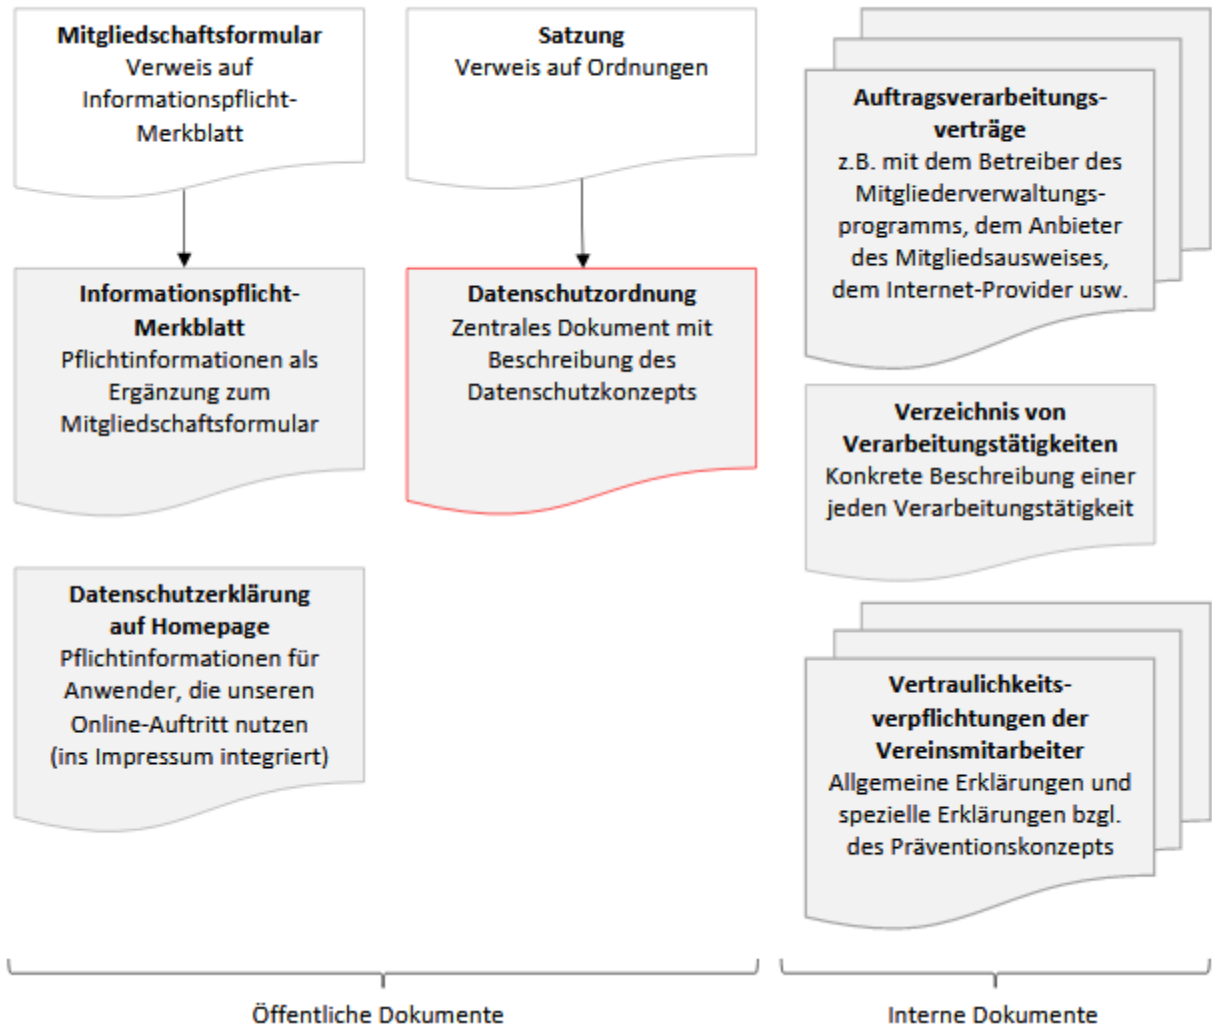 Mitgliedschaftsformular
Verweis auf
Informationspflicht-
Merkblatt
Satzung
Verweis auf Ordnungen
Auftragsverarbeitungs-
verträge
z.B. mit dem Betreiber des
Mitgliederverwaltungs-
programms, dem Anbieter
des Mitgliedsausweises,
dem Internet-Provider usw.
Informationspflicht-
Merkblatt
Pflichtinformationen als
Ergänzung zum
Mitgliedschaftsformular
Datenschutzordnung
Zentrales Dokument mit
Beschreibung des
Datenschutzkonzepts
Verzeichnis von
Verarbeitungstätigkeiten
Konkrete Beschreibung einer
jeden Verarbeitungstätigkeit
Datenschutzerklärung
auf Homepage
Pflichtinformationen für
Anwender, die unseren
Online-Auftritt nutzen
(ins Impressum integriert)
Vertraulichkeits-
verpflichtungen der
Vereinsmitarbeiter
Allgemeine Erklärungen und
spezielle Erklärungen bzgl.
des Präventionskonzepts
Öffentliche Dokumente
Interne Dokumente